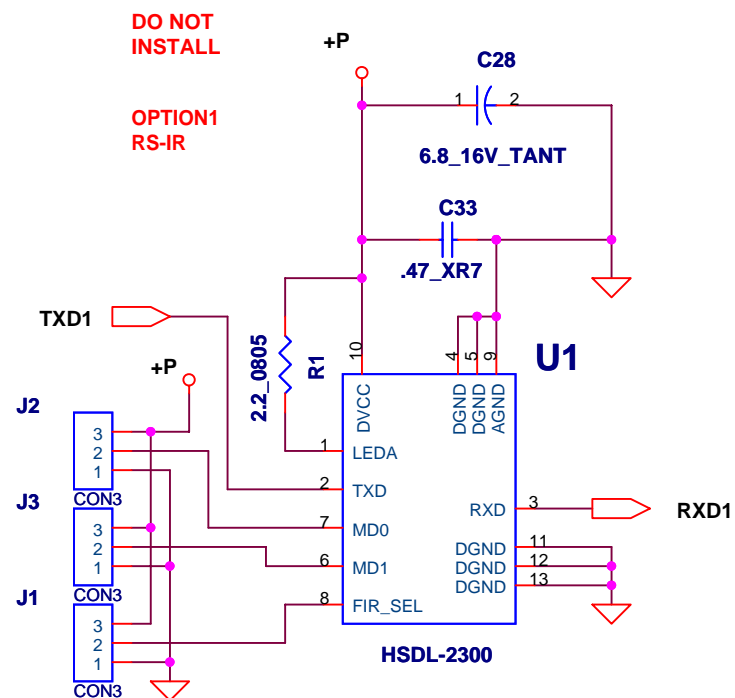 DO NOT
INSTALL
OPTION1
RS-IR
+P
C28
1 2
6.8_16V_TANT
C33
.47_XR7
TXD1
+P
2.2_0805
R1
10
4
5
9
U1
DVCC
DGND
DGND
AGND
J2
3
2
1
CON3
J3
3
2
1
CON3
J1
3
2
1
CON3
1 LEDA
2 TXD
7 MD0
6 MD1
8 FIR_SEL
RXD 3
RXD1
DGND 11
DGND 12
DGND 13
HSDL-2300